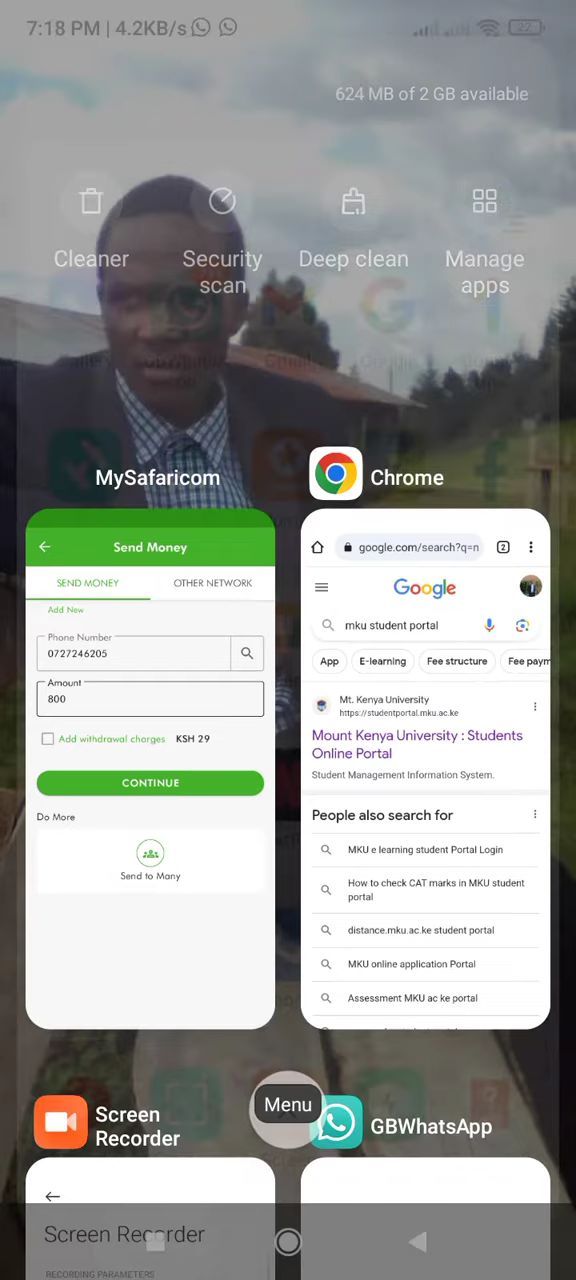 7:18 PM | 4.2KB/s
22
624 MB of 2 GB available
Cleaner
Security scan
Deep clean
Manage apps
MySafaricom
Chrome
Send Money
SEND MONEY
OTHER NETWORK
Add New
Phone Number
0727246205
Amount
800
Add withdrawal charges KSH 29
CONTINUE
Do More
Send to Many
google.com/search?q=n
2
Google
mku student portal
App
E-learning
Fee structure
Fee paym
Mt. Kenya University
https://studentportal.mku.ac.ke
Mount Kenya University : Students
Online Portal
Student Management Information System.
People also search for
MKU e learning student Portal Login
How to check CAT marks in MKU student
portal
distance.mku.ac.ke student portal
MKU online application Portal
Assessment MKU ac ke portal
Menu
Screen
Recorder
GBWhatsApp
Screen Recorder
RECORDING PARAMETERS